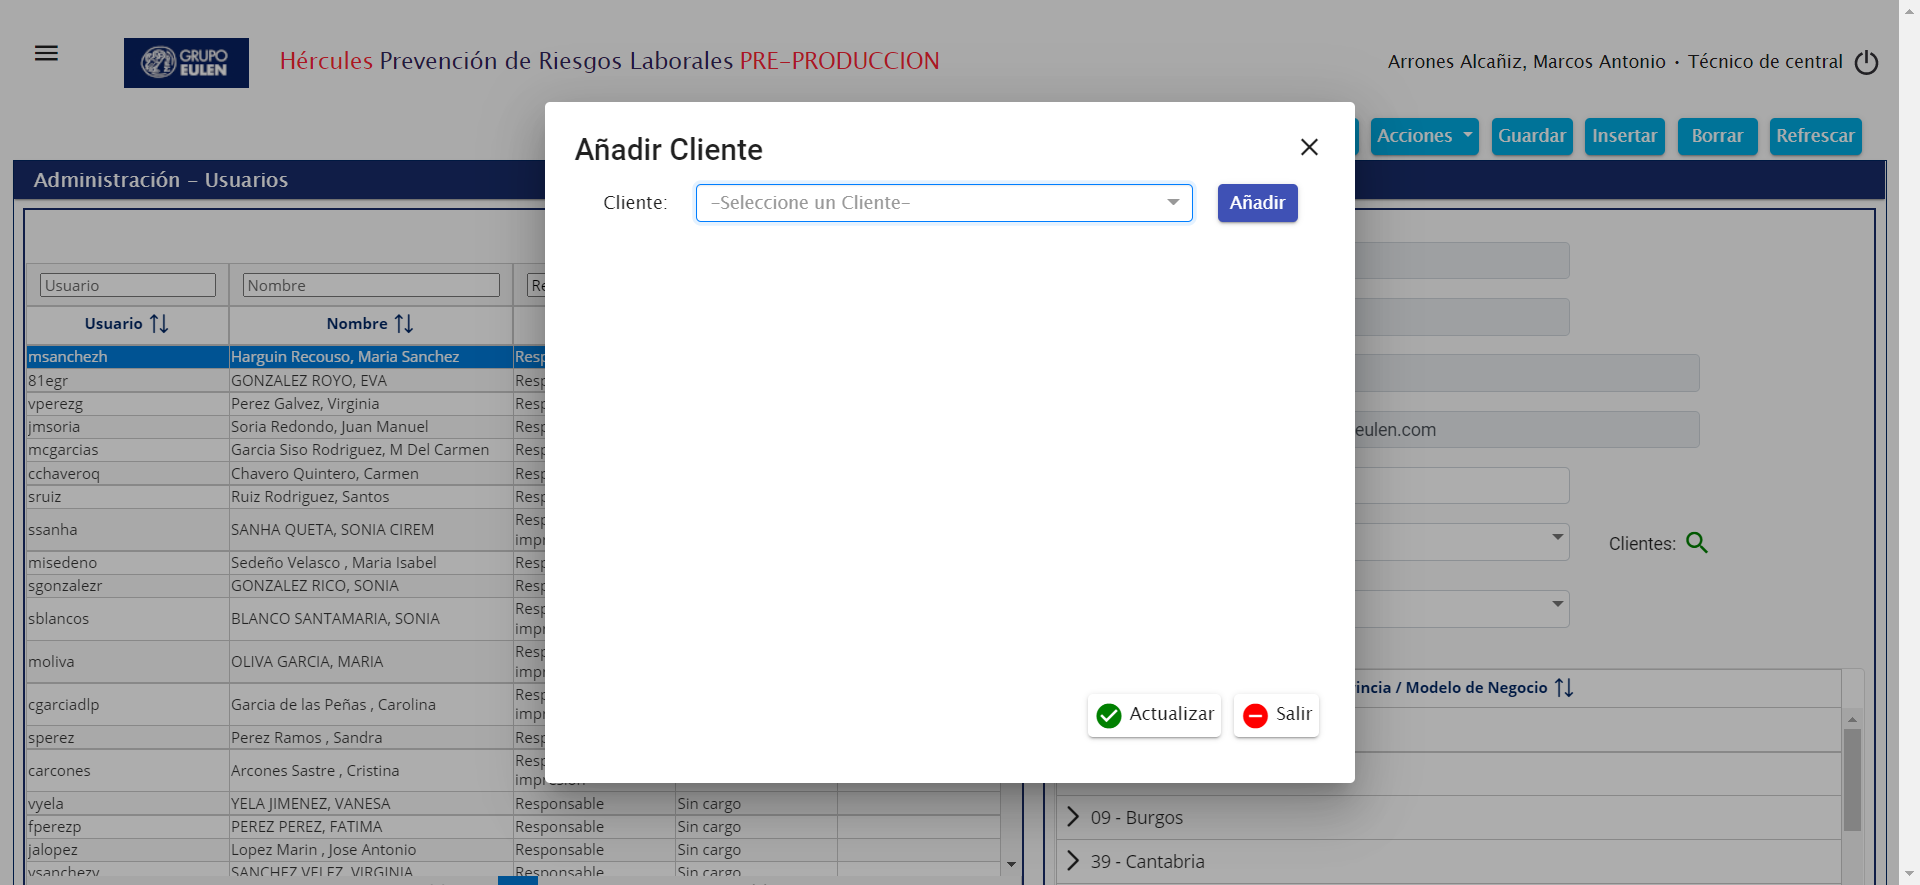 GRUPO
EULEN
Hércules Prevención de Riesgos Laborales PRE-PRODUCCION
Arrones Alcañiz, Marcos Antonio · Técnico de central
Acciones
Guardar
Insertar
Borrar
Refrescar
Administración - Usuarios
Añadir Cliente
Cliente:
-Seleccione un Cliente-
Añadir
Actualizar
Salir
Usuario
Nombre
Re
Usuario
Nombre
msanchezh Harguin Recouso, Maria Sanchez Resp
81egr GONZALEZ ROYO, EVA Resp
vperezg Perez Galvez, Virginia Resp
jmsoria Soria Redondo, Juan Manuel Resp
mcgarcias Garcia Siso Rodriguez, M Del Carmen Resp
cchaveroq Chavero Quintero, Carmen Resp
sruiz Ruiz Rodriguez, Santos Resp
ssanha SANHA QUETA, SONIA CIREM Resp
impr
misedeno Sedeño Velasco , Maria Isabel Resp
sgonzalezr GONZALEZ RICO, SONIA Resp
sblancos BLANCO SANTAMARIA, SONIA Resp
impr
moliva OLIVA GARCIA, MARIA Resp
impr
cgarciadlp Garcia de las Peñas , Carolina Resp
impr
sperez Perez Ramos , Sandra Resp
carcones Arcones Sastre , Cristina Resp
impresión
vyela YELA JIMENEZ, VANESA Responsable Sin cargo
fperezp PEREZ PEREZ, FATIMA Responsable Sin cargo
jalopez Lopez Marin , Jose Antonio Responsable Sin cargo
vsanchezv SANCHEZ VELEZ, VIRGINIA Responsable Sin cargo
eulen.com
Clientes:
incia / Modelo de Negocio
09 - Burgos
39 - Cantabria